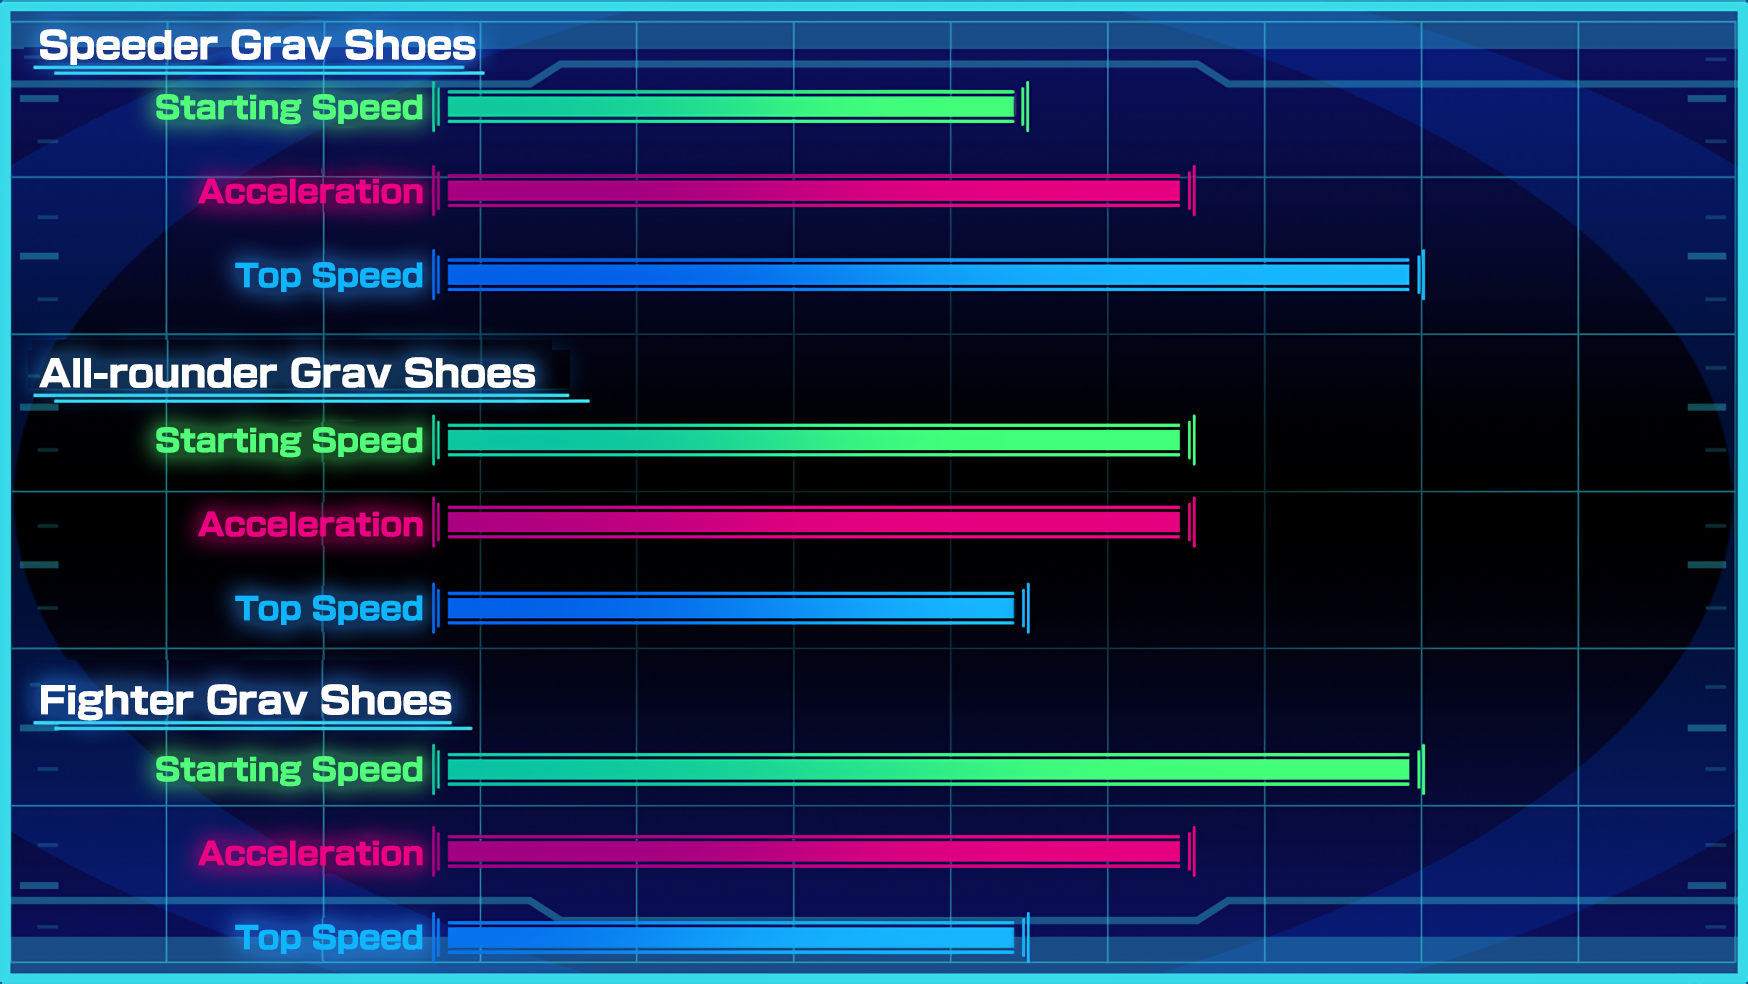 Speeder Grav Shoes
Starting Speed
Acceleration
Top Speed
All-rounder Grav Shoes
Starting Speed
Acceleration
Top Speed
Fighter Grav Shoes
Starting Speed
Acceleration
Top Speed